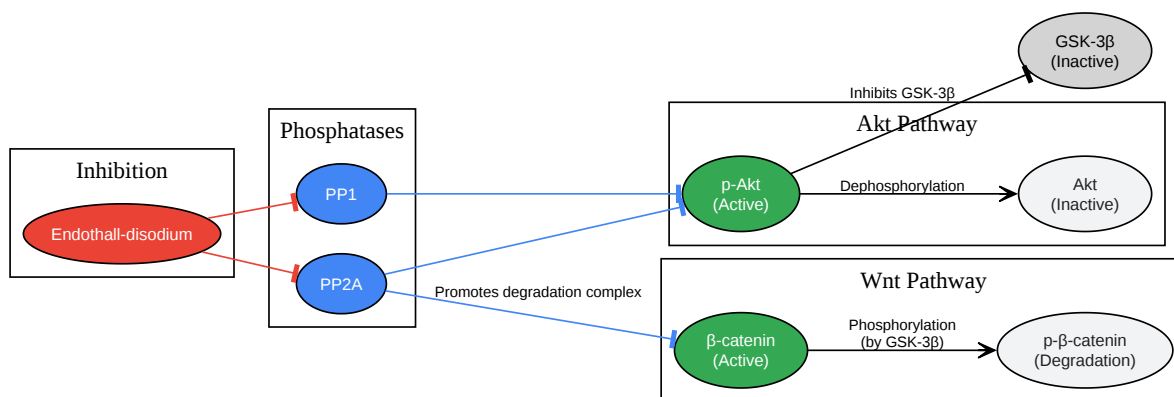 Inhibition
Endothall-disodium
Phosphatases
PP1
PP2A
Promotes degradation complex
GSK-3β
(Inactive)
Inhibits GSK-3β
Akt Pathway
p-Akt
(Active)
Dephosphorylation
Akt
(Inactive)
Wnt Pathway
β-catenin
(Active)
Phosphorylation
(by GSK-3β)
p-β-catenin
(Degradation)